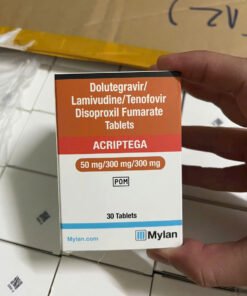 Dolutegravir/
Lamivudine/Tenofovir
Disoproxil Fumarate
Tablets
ACRIPTEGA
50 mg/300 mg/300 mg
POM
30 Tablets
Mylan.com
Mylan